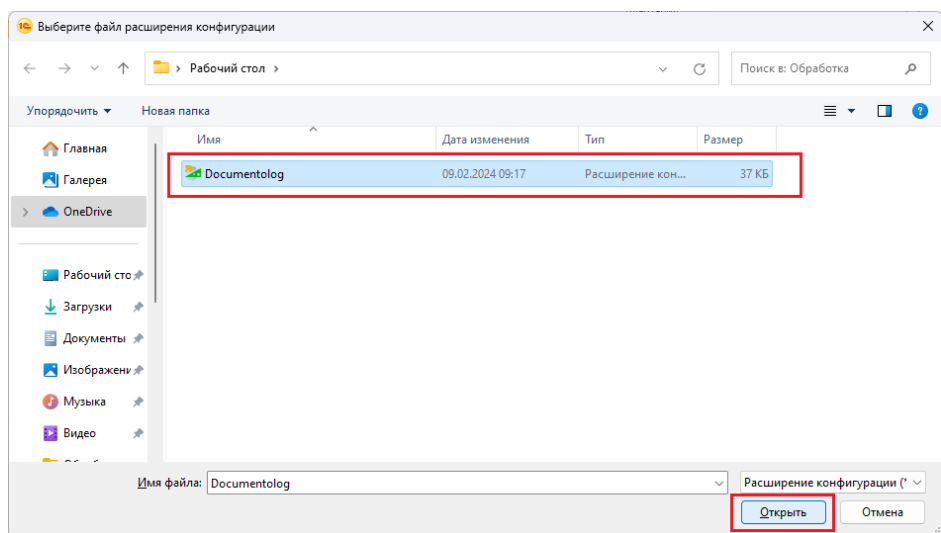 1С Выберите файл расширения конфигурации
Рабочий стол
Поиск в: Обработка
Упорядочить Новая папка
Имя Дата изменения Тип Размер
Главная
Documentolog 09.02.2024 09:17 Расширение кон... 37 КБ
Галерея
OneDrive
Рабочий сто
Загрузки
Документы
Изображени
Музыка
Видео
Имя файла: Documentolog Расширение конфигурации (*
Открыть Отмена